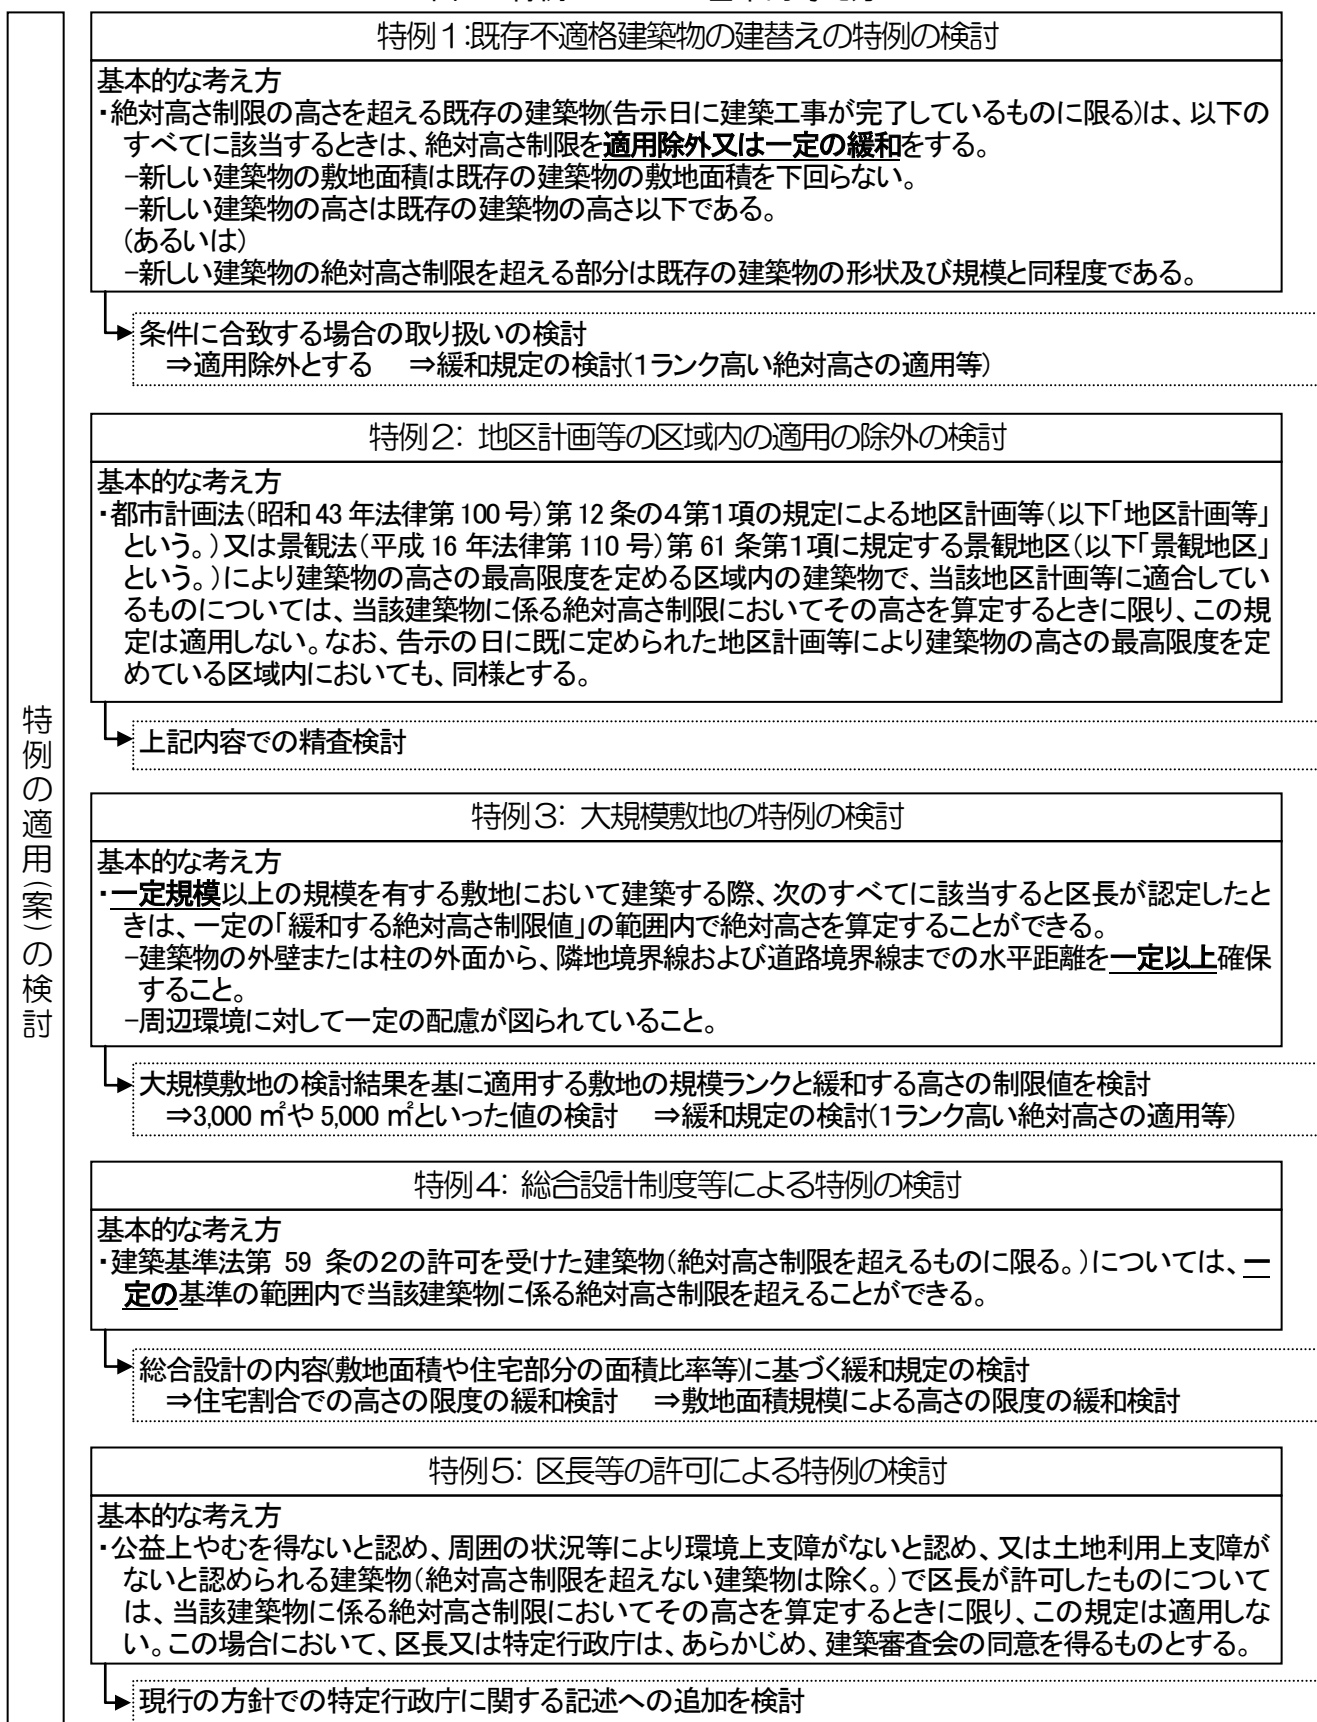 特例の適用(案)の検討
特例1:既存不適格建築物の建替えの特例の検討
基本的な考え方
・絶対高さ制限の高さを超える既存の建築物(告示日に建築工事が完了しているものに限る)は、以下の
すべてに該当するときは、絶対高さ制限を適用除外又は一定の緩和をする。
-新しい建築物の敷地面積は既存の建築物の敷地面積を下回らない。
-新しい建築物の高さは既存の建築物の高さ以下である。
(あるいは)
-新しい建築物の絶対高さ制限を超える部分は既存の建築物の形状及び規模と同程度である。
条件に合致する場合の取り扱いの検討
⇒適用除外とする ⇒緩和規定の検討(1ランク高い絶対高さの適用等)
特例2: 地区計画等の区域内の適用の除外の検討
基本的な考え方
・都市計画法(昭和 43 年法律第 100 号)第 12 条の4第1項の規定による地区計画等(以下「地区計画等」
という。)又は景観法(平成 16 年法律第 110 号)第 61 条第1項に規定する景観地区(以下「景観地区」
という。)により建築物の高さの最高限度を定める区域内の建築物で、当該地区計画等に適合してい
るものについては、当該建築物に係る絶対高さ制限においてその高さを算定するときに限り、この規
定は適用しない。なお、告示の日に既に定められた地区計画等により建築物の高さの最高限度を定
めている区域内においても、同様とする。
上記内容での精査検討
特例3: 大規模敷地の特例の検討
基本的な考え方
・一定規模以上の規模を有する敷地において建築する際、次のすべてに該当すると区長が認定したと
きは、一定の「緩和する絶対高さ制限値」の範囲内で絶対高さを算定することができる。
-建築物の外壁または柱の外面から、隣地境界線および道路境界線までの水平距離を一定以上確保
すること。
-周辺環境に対して一定の配慮が図られていること。
大規模敷地の検討結果を基に適用する敷地の規模ランクと緩和する高さの制限値を検討
⇒3,000 ㎡や 5,000 ㎡といった値の検討 ⇒緩和規定の検討(1ランク高い絶対高さの適用等)
特例4: 総合設計制度等による特例の検討
基本的な考え方
・建築基準法第 59 条の2の許可を受けた建築物(絶対高さ制限を超えるものに限る。)については、一
定の基準の範囲内で当該建築物に係る絶対高さ制限を超えることができる。
総合設計の内容(敷地面積や住宅部分の面積比率等)に基づく緩和規定の検討
⇒住宅割合での高さの限度の緩和検討 ⇒敷地面積規模による高さの限度の緩和検討
特例5: 区長等の許可による特例の検討
基本的な考え方
・公益上やむを得ないと認め、周囲の状況等により環境上支障がないと認め、又は土地利用上支障が
ないと認められる建築物(絶対高さ制限を超えない建築物は除く。)で区長が許可したものについて
は、当該建築物に係る絶対高さ制限においてその高さを算定するときに限り、この規定は適用しな
い。この場合において、区長又は特定行政庁は、あらかじめ、建築審査会の同意を得るものとする。
現行の方針での特定行政庁に関する記述への追加を検討